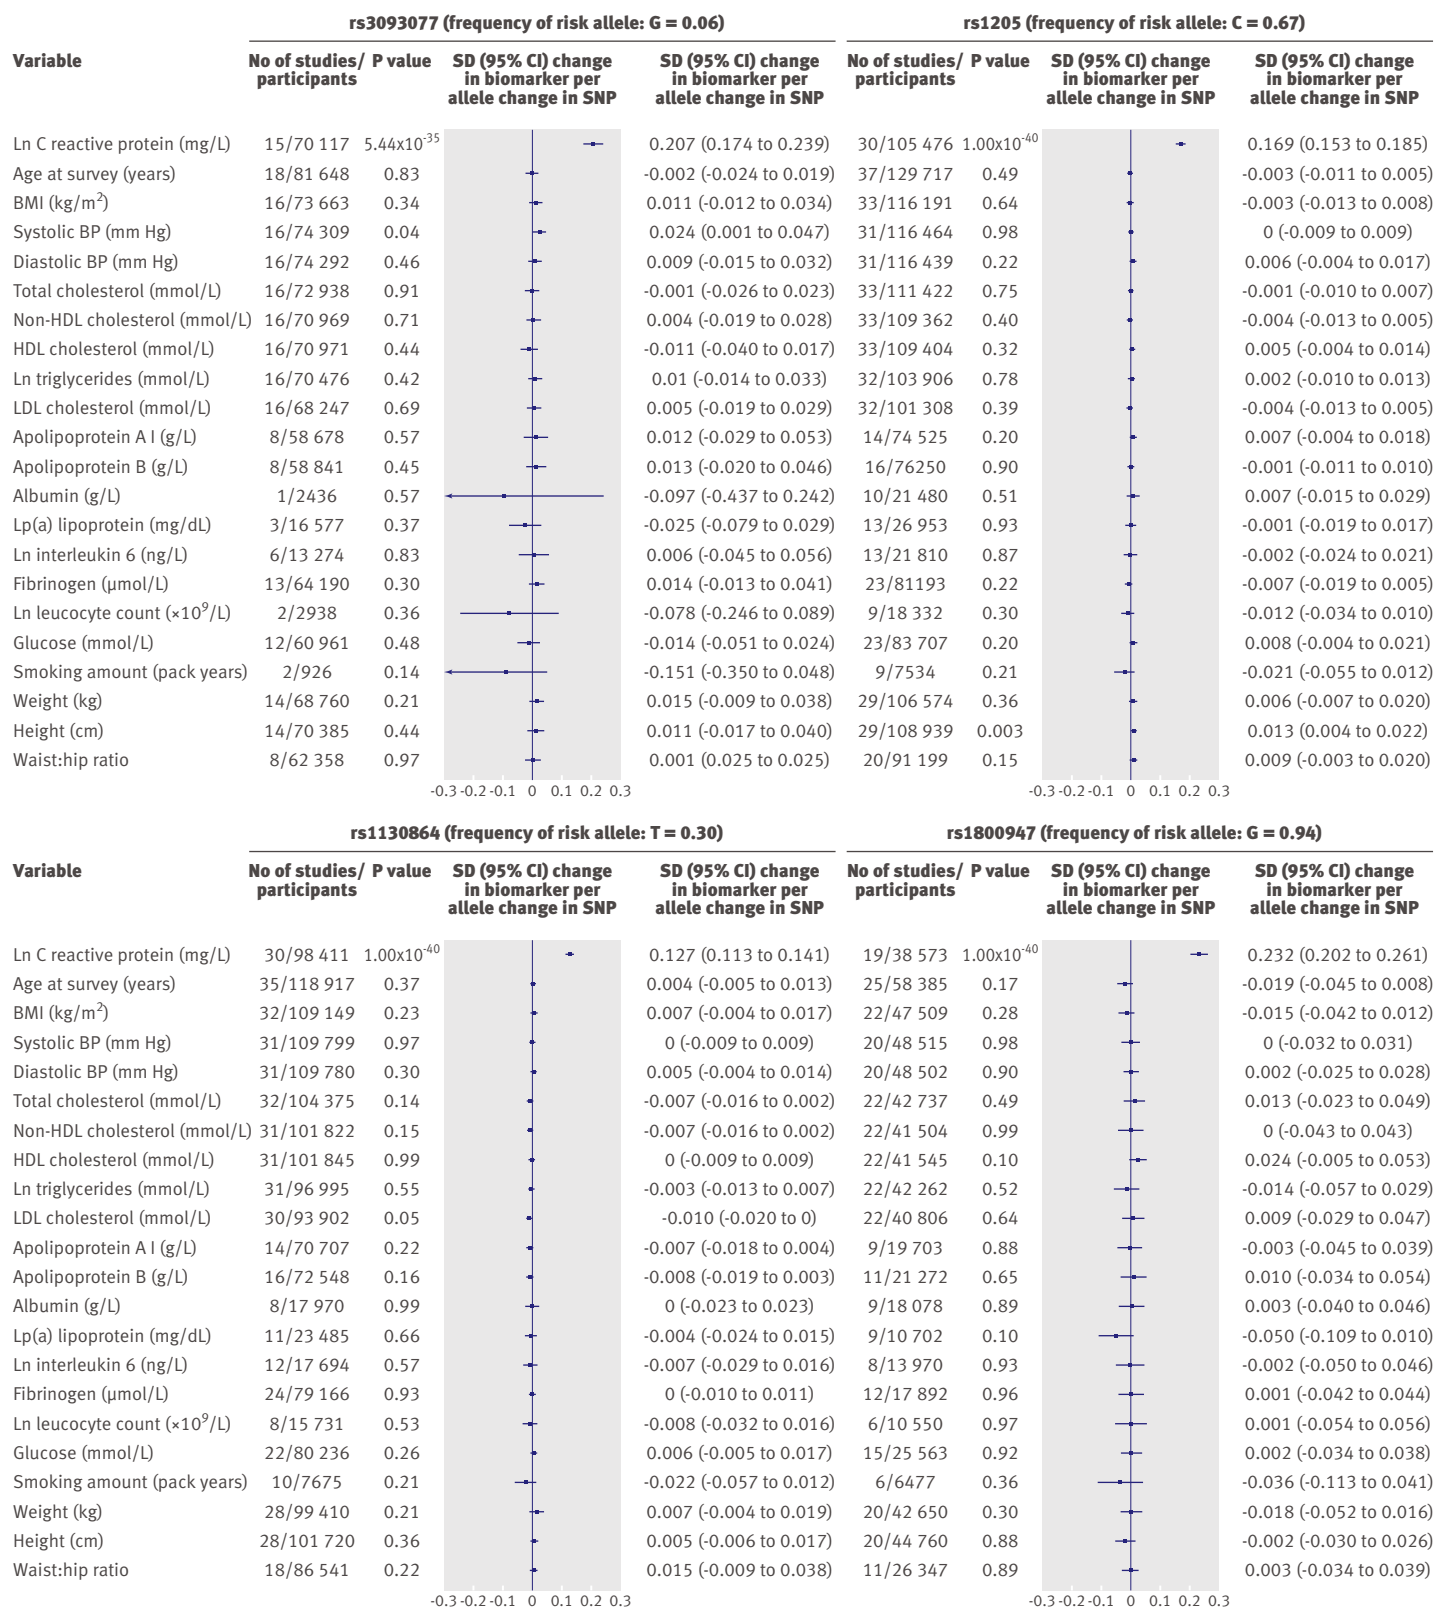 rs3093077 (frequency of risk allele: G = 0.06) rs1205 (frequency of risk allele: C = 0.67)
Variable No of studies/ P value SD (95% CI) change SD (95% CI) change No of studies/ P value SD (95% CI) change SD (95% CI) change
participants in biomarker per in biomarker per participants in biomarker per in biomarker per
allele change in SNP allele change in SNP allele change in SNP allele change in SNP
Ln C reactive protein (mg/L) 15/70 117 5.44x10-35 0.207 (0.174 to 0.239) 30/105 476 1.00x10-40 0.169 (0.153 to 0.185)
Age at survey (years) 18/81 648 0.83 -0.002 (-0.024 to 0.019) 37/129 717 0.49 -0.003 (-0.011 to 0.005)
BMI (kg/m2) 16/73 663 0.34 0.011 (-0.012 to 0.034) 33/116 191 0.64 -0.003 (-0.013 to 0.008)
Systolic BP (mm Hg) 16/74 309 0.04 0.024 (0.001 to 0.047) 31/116 464 0.98 0 (-0.009 to 0.009)
Diastolic BP (mm Hg) 16/74 292 0.46 0.009 (-0.015 to 0.032) 31/116 439 0.22 0.006 (-0.004 to 0.017)
Total cholesterol (mmol/L) 16/72 938 0.91 -0.001 (-0.026 to 0.023) 33/111 422 0.75 -0.001 (-0.010 to 0.007)
Non-HDL cholesterol (mmol/L) 16/70 969 0.71 0.004 (-0.019 to 0.028) 33/109 362 0.40 -0.004 (-0.013 to 0.005)
HDL cholesterol (mmol/L) 16/70 971 0.44 -0.011 (-0.040 to 0.017) 33/109 404 0.32 0.005 (-0.004 to 0.014)
Ln triglycerides (mmol/L) 16/70 476 0.42 0.01 (-0.014 to 0.033) 32/103 906 0.78 0.002 (-0.010 to 0.013)
LDL cholesterol (mmol/L) 16/68 247 0.69 0.005 (-0.019 to 0.029) 32/101 308 0.39 -0.004 (-0.013 to 0.005)
Apolipoprotein A I (g/L) 8/58 678 0.57 0.012 (-0.029 to 0.053) 14/74 525 0.20 0.007 (-0.004 to 0.018)
Apolipoprotein B (g/L) 8/58 841 0.45 0.013 (-0.020 to 0.046) 16/76250 0.90 -0.001 (-0.011 to 0.010)
Albumin (g/L) 1/2436 0.57 -0.097 (-0.437 to 0.242) 10/21 480 0.51 0.007 (-0.015 to 0.029)
Lp(a) lipoprotein (mg/dL) 3/16 577 0.37 -0.025 (-0.079 to 0.029) 13/26 953 0.93 -0.001 (-0.019 to 0.017)
Ln interleukin 6 (ng/L) 6/13 274 0.83 0.006 (-0.045 to 0.056) 13/21 810 0.87 -0.002 (-0.024 to 0.021)
Fibrinogen (µmol/L) 13/64 190 0.30 0.014 (-0.013 to 0.041) 23/81193 0.22 -0.007 (-0.019 to 0.005)
Ln leucocyte count (×10⁹/L) 2/2938 0.36 -0.078 (-0.246 to 0.089) 9/18 332 0.30 -0.012 (-0.034 to 0.010)
Glucose (mmol/L) 12/60 961 0.48 -0.014 (-0.051 to 0.024) 23/83 707 0.20 0.008 (-0.004 to 0.021)
Smoking amount (pack years) 2/926 0.14 -0.151 (-0.350 to 0.048) 9/7534 0.21 -0.021 (-0.055 to 0.012)
Weight (kg) 14/68 760 0.21 0.015 (-0.009 to 0.038) 29/106 574 0.36 0.006 (-0.007 to 0.020)
Height (cm) 14/70 385 0.44 0.011 (-0.017 to 0.040) 29/108 939 0.003 0.013 (0.004 to 0.022)
Waist:hip ratio 8/62 358 0.97 0.001 (0.025 to 0.025) 20/91 199 0.15 0.009 (-0.003 to 0.020)
-0.3 -0.2 -0.1 0 0.1 0.2 0.3 -0.3 -0.2 -0.1 0 0.1 0.2 0.3
rs1130864 (frequency of risk allele: T = 0.30) rs1800947 (frequency of risk allele: G = 0.94)
Variable No of studies/ P value SD (95% CI) change SD (95% CI) change No of studies/ P value SD (95% CI) change SD (95% CI) change
participants in biomarker per in biomarker per participants in biomarker per in biomarker per
allele change in SNP allele change in SNP allele change in SNP allele change in SNP
Ln C reactive protein (mg/L) 30/98 411 1.00x10-40 0.127 (0.113 to 0.141) 19/38 573 1.00x10-40 0.232 (0.202 to 0.261)
Age at survey (years) 35/118 917 0.37 0.004 (-0.005 to 0.013) 25/58 385 0.17 -0.019 (-0.045 to 0.008)
BMI (kg/m2) 32/109 149 0.23 0.007 (-0.004 to 0.017) 22/47 509 0.28 -0.015 (-0.042 to 0.012)
Systolic BP (mm Hg) 31/109 799 0.97 0 (-0.009 to 0.009) 20/48 515 0.98 0 (-0.032 to 0.031)
Diastolic BP (mm Hg) 31/109 780 0.30 0.005 (-0.004 to 0.014) 20/48 502 0.90 0.002 (-0.025 to 0.028)
Total cholesterol (mmol/L) 32/104 375 0.14 -0.007 (-0.016 to 0.002) 22/42 737 0.49 0.013 (-0.023 to 0.049)
Non-HDL cholesterol (mmol/L) 31/101 822 0.15 -0.007 (-0.016 to 0.002) 22/41 504 0.99 0 (-0.043 to 0.043)
HDL cholesterol (mmol/L) 31/101 845 0.99 0 (-0.009 to 0.009) 22/41 545 0.10 0.024 (-0.005 to 0.053)
Ln triglycerides (mmol/L) 31/96 995 0.55 -0.003 (-0.013 to 0.007) 22/42 262 0.52 -0.014 (-0.057 to 0.029)
LDL cholesterol (mmol/L) 30/93 902 0.05 -0.010 (-0.020 to 0) 22/40 806 0.64 0.009 (-0.029 to 0.047)
Apolipoprotein A I (g/L) 14/70 707 0.22 -0.007 (-0.018 to 0.004) 9/19 703 0.88 -0.003 (-0.045 to 0.039)
Apolipoprotein B (g/L) 16/72 548 0.16 -0.008 (-0.019 to 0.003) 11/21 272 0.65 0.010 (-0.034 to 0.054)
Albumin (g/L) 8/17 970 0.99 0 (-0.023 to 0.023) 9/18 078 0.89 0.003 (-0.040 to 0.046)
Lp(a) lipoprotein (mg/dL) 11/23 485 0.66 -0.004 (-0.024 to 0.015) 9/10 702 0.10 -0.050 (-0.109 to 0.010)
Ln interleukin 6 (ng/L) 12/17 694 0.57 -0.007 (-0.029 to 0.016) 8/13 970 0.93 -0.002 (-0.050 to 0.046)
Fibrinogen (µmol/L) 24/79 166 0.93 0 (-0.010 to 0.011) 12/17 892 0.96 0.001 (-0.042 to 0.044)
Ln leucocyte count (×10⁹/L) 8/15 731 0.53 -0.008 (-0.032 to 0.016) 6/10 550 0.97 0.001 (-0.054 to 0.056)
Glucose (mmol/L) 22/80 236 0.26 0.006 (-0.005 to 0.017) 15/25 563 0.92 0.002 (-0.034 to 0.038)
Smoking amount (pack years) 10/7675 0.21 -0.022 (-0.057 to 0.012) 6/6477 0.36 -0.036 (-0.113 to 0.041)
Weight (kg) 28/99 410 0.21 0.007 (-0.004 to 0.019) 20/42 650 0.30 -0.018 (-0.052 to 0.016)
Height (cm) 28/101 720 0.36 0.005 (-0.006 to 0.017) 20/44 760 0.88 -0.002 (-0.030 to 0.026)
Waist:hip ratio 18/86 541 0.22 0.015 (-0.009 to 0.038) 11/26 347 0.89 0.003 (-0.034 to 0.039)
-0.3 -0.2 -0.1 0 0.1 0.2 0.3 -0.3 -0.2 -0.1 0 0.1 0.2 0.3